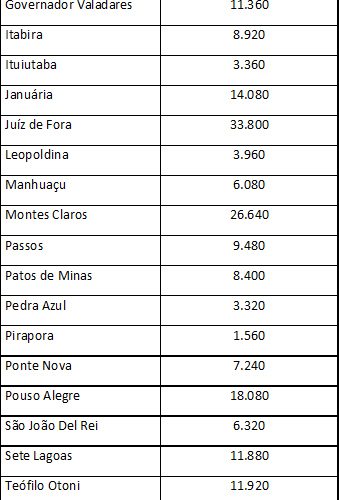 Governador Valadares 11.360
Itabira 8.920
Ituiutaba 3.360
Januária 14.080
Juíz de Fora 33.800
Leopoldina 3.960
Manhuaçu 6.080
Montes Claros 26.640
Passos 9.480
Patos de Minas 8.400
Pedra Azul 3.320
Pirapora 1.560
Ponte Nova 7.240
Pouso Alegre 18.080
São João Del Rei 6.320
Sete Lagoas 11.880
Teófilo Otoni 11.920